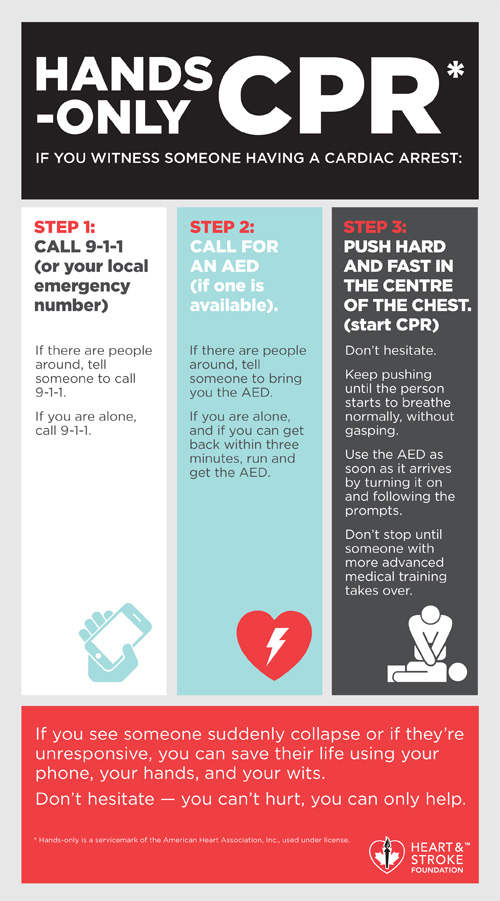 HANDS
-ONLY
CPR*
IF YOU WITNESS SOMEONE HAVING A CARDIAC ARREST:
STEP 1:
CALL 9-1-1
(or your local
emergency
number)
If there are people
around, tell
someone to call
9-1-1.
If you are alone,
call 9-1-1.
STEP 2:
CALL FOR
AN AED
(if one is
available).
If there are people
around, tell
someone to bring
you the AED.
If you are alone,
and if you can get
back within three
minutes, run and
get the AED.
STEP 3:
PUSH HARD
AND FAST IN
THE CENTRE
OF THE CHEST.
(start CPR)
Don't hesitate.
Keep pushing
until the person
starts to breathe
normally, without
gasping.
Use the AED as
soon as it arrives
by turning it on
and following the
prompts.
Don't stop until
someone with
more advanced
medical training
takes over.
If you see someone suddenly collapse or if they're
unresponsive, you can save their life using your
phone, your hands, and your wits.
Don't hesitate — you can't hurt, you can only help.
* Hands-only is a servicemark of the American Heart Association, Inc., used under license.
HEART &™
STROKE
FOUNDATION